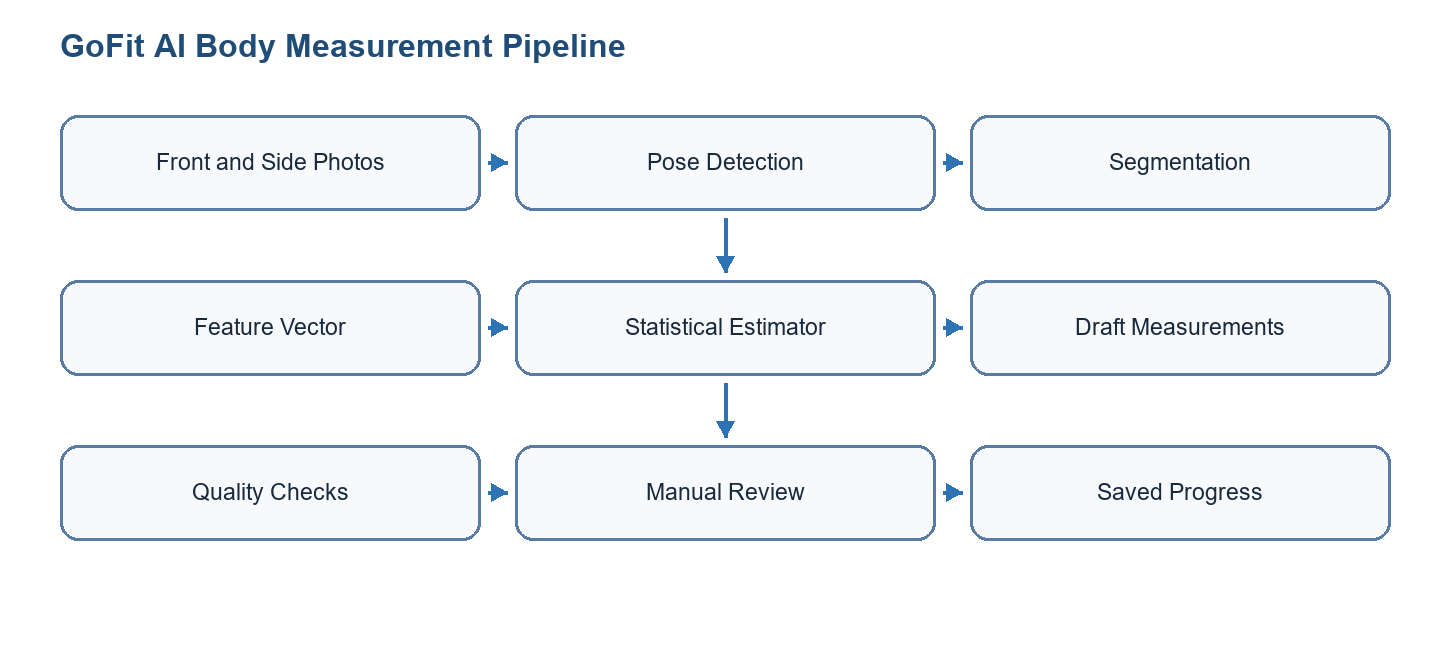 GoFit AI Body Measurement Pipeline
Front and Side Photos
Pose Detection
Segmentation
Feature Vector
Statistical Estimator
Draft Measurements
Quality Checks
Manual Review
Saved Progress